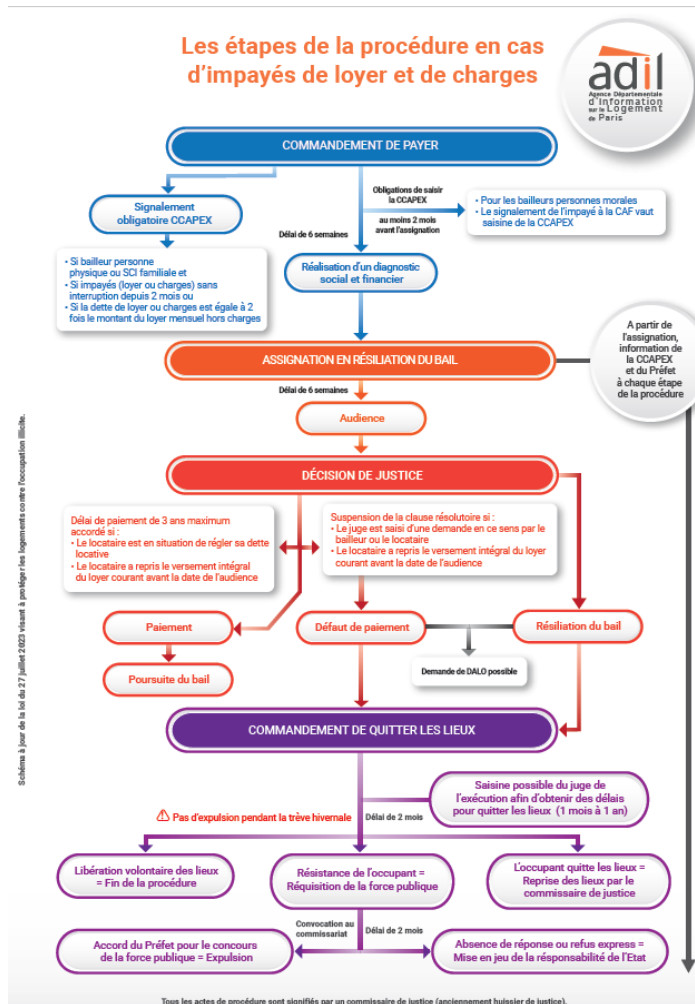 Les étapes de la procédure en cas
d'impayés de loyer et de charges
adil
Agence Départementale
d'Information
sur le Logement
de Paris
COMMANDEMENT DE PAYER
Signalement
obligatoire CCAPEX
Obligations de saisir
la CCAPEX
au moins 2 mois
avant l'assignation
• Pour les bailleurs personnes morales
• Le signalement de l'impayé à la CAF vaut
saisine de la CCAPEX
Délai de 6 semaines
• Si bailleur personne
physique ou SCI familiale et
• Si impayés (loyer ou charges) sans
interruption depuis 2 mois ou
• Si la dette de loyer ou charges est égale à 2
fois le montant du loyer mensuel hors charges
Réalisation d'un diagnostic
social et financier
A partir de
l'assignation,
information de
la CCAPEX
et du Préfet
à chaque étape
de la procédure
ASSIGNATION EN RÉSILIATION DU BAIL
Délai de 6 semaines
Audience
DÉCISION DE JUSTICE
Délai de paiement de 3 ans maximum
accordé si :
• Le locataire est en situation de régler sa dette
locative
• Le locataire a repris le versement intégral
du loyer courant avant la date de l'audience
Suspension de la clause résolutoire si :
• Le juge est saisi d'une demande en ce sens par le
bailleur ou le locataire
• Le locataire a repris le versement intégral du loyer
courant avant la date de l'audience
Paiement
Défaut de paiement
Résiliation du bail
Poursuite du bail
Demande de DALO possible
COMMANDEMENT DE QUITTER LES LIEUX
Saisine possible du juge de
l'exécution afin d'obtenir des délais
pour quitter les lieux (1 mois à 1 an)
⚠ Pas d'expulsion pendant la trêve hivernale
Délai de 2 mois
Libération volontaire des lieux
= Fin de la procédure
Résistance de l'occupant =
Réquisition de la force publique
L'occupant quitte les lieux =
Reprise des lieux par le
commissaire de justice
Convocation au
commissariat
Délai de 2 mois
Accord du Préfet pour le concours
de la force publique = Expulsion
Absence de réponse ou refus express =
Mise en jeu de la résponsabilité de l'Etat
Schéma à jour de la loi du 27 juillet 2023 visant à protéger les logements contre l'occupation illicite.
Tous les actes de procédure sont signifiés par un commissaire de justice (anciennement huissier de justice).